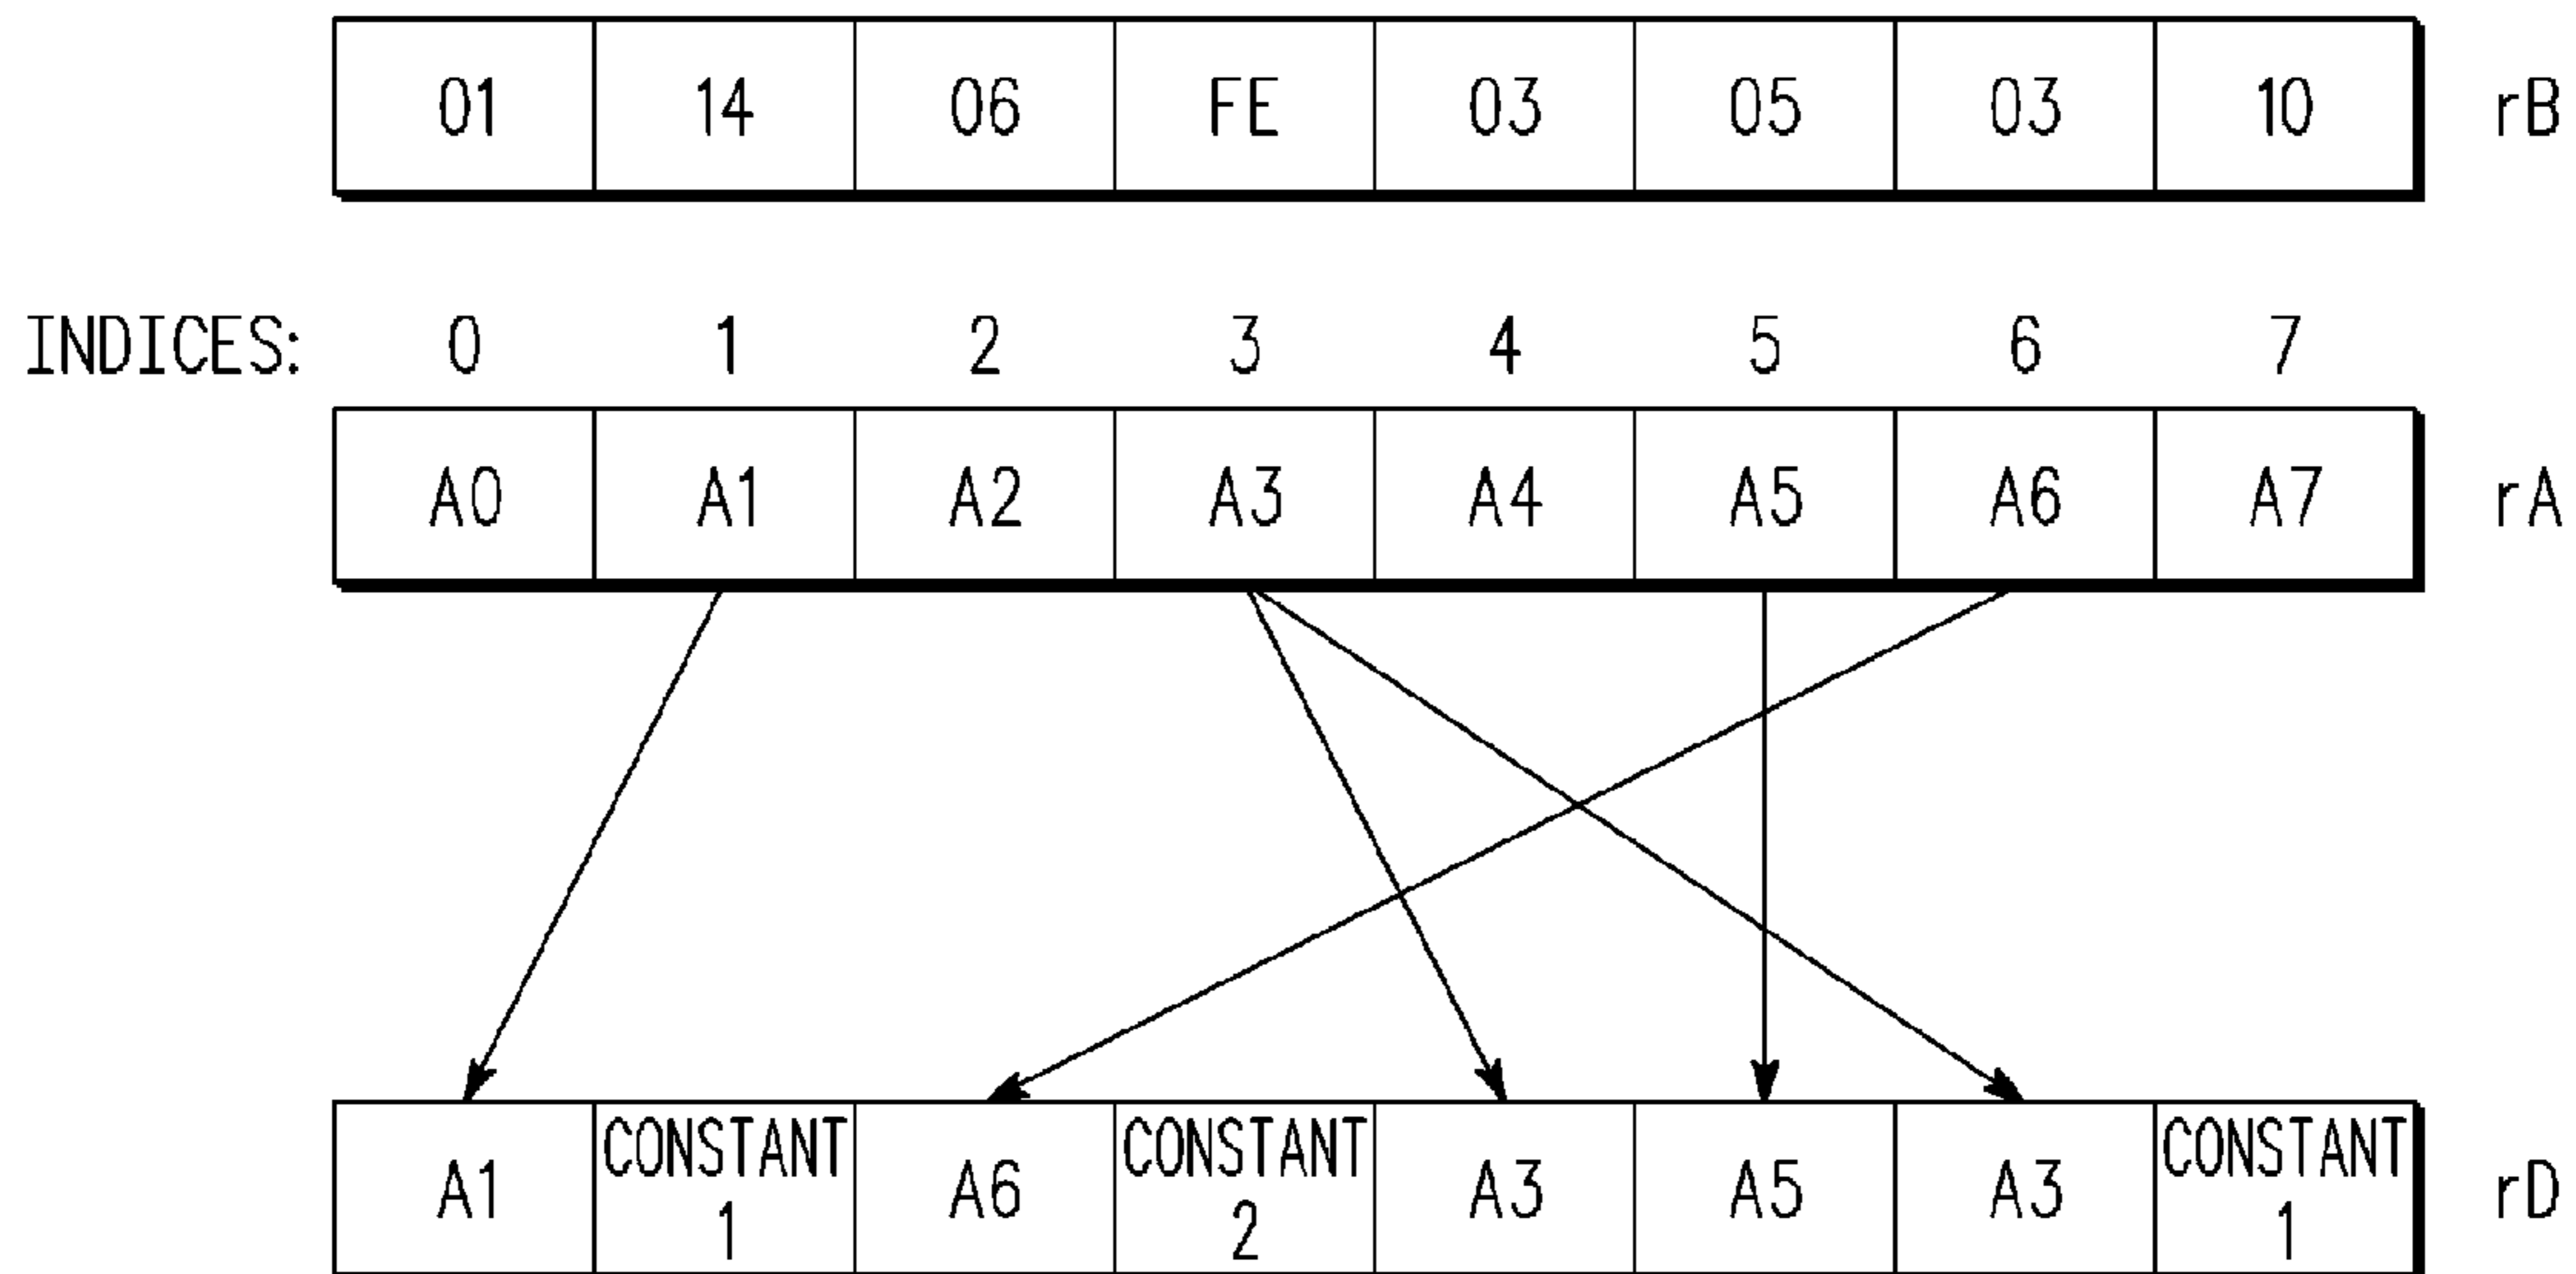 01 14 06 FE 03 05 03 10 rB
INDICES: 0 1 2 3 4 5 6 7
A0 A1 A2 A3 A4 A5 A6 A7 rA
CONSTANT CONSTANT CONSTANT
A1 1 A6 2 A3 A5 A3 1 rD